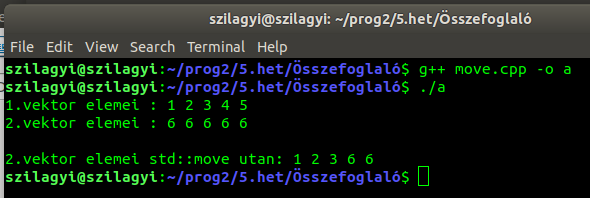 szilagyi@szilagyi: ~/prog2/5.het/Összefoglaló
File Edit View Search Terminal Help
szilagyi@szilagyi:~/prog2/5.het/Összefoglaló$ g++ move.cpp -o a
szilagyi@szilagyi:~/prog2/5.het/Összefoglaló$ ./a
1.vektor elemei : 1 2 3 4 5
2.vektor elemei : 6 6 6 6 6
2.vektor elemei std::move utan: 1 2 3 6 6
szilagyi@szilagyi:~/prog2/5.het/Összefoglaló$